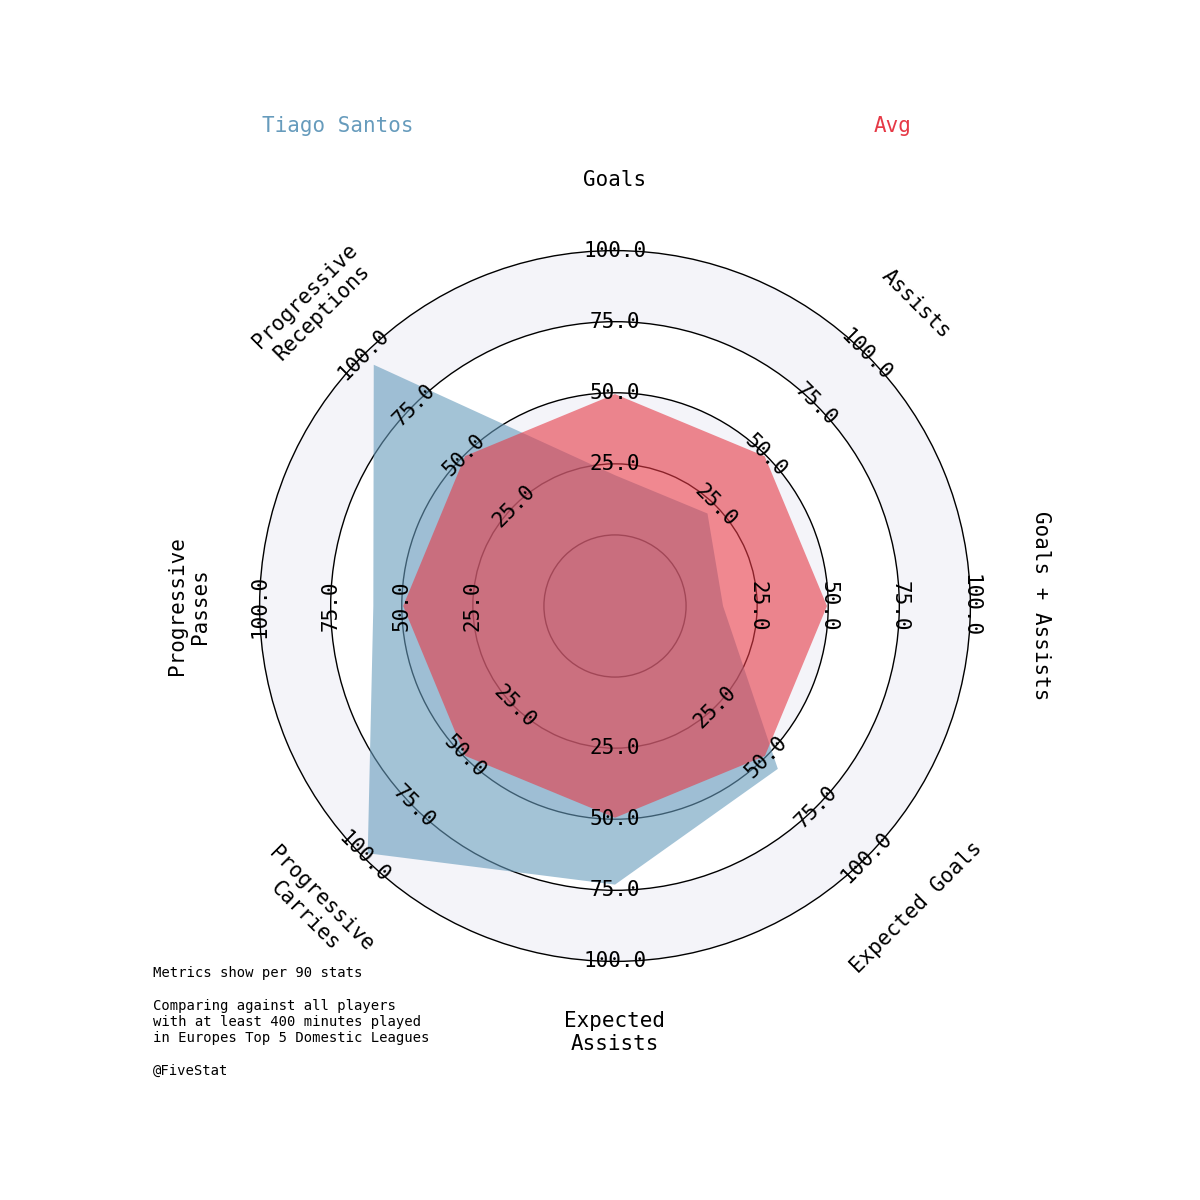 Tiago Santos
Avg
Goals
100.0
75.0
50.0
25.0
Assists
100.0
75.0
50.0
25.0
Goals + Assists
100.0
75.0
50.0
25.0
Expected Goals
100.0
75.0
50.0
25.0
Expected
Assists
100.0
75.0
50.0
25.0
Progressive
Carries
100.0
75.0
50.0
25.0
Progressive
Passes
100.0
75.0
50.0
25.0
Progressive
Receptions
100.0
75.0
50.0
25.0
Metrics show per 90 stats
Comparing against all players
with at least 400 minutes played
in Europes Top 5 Domestic Leagues
@FiveStat